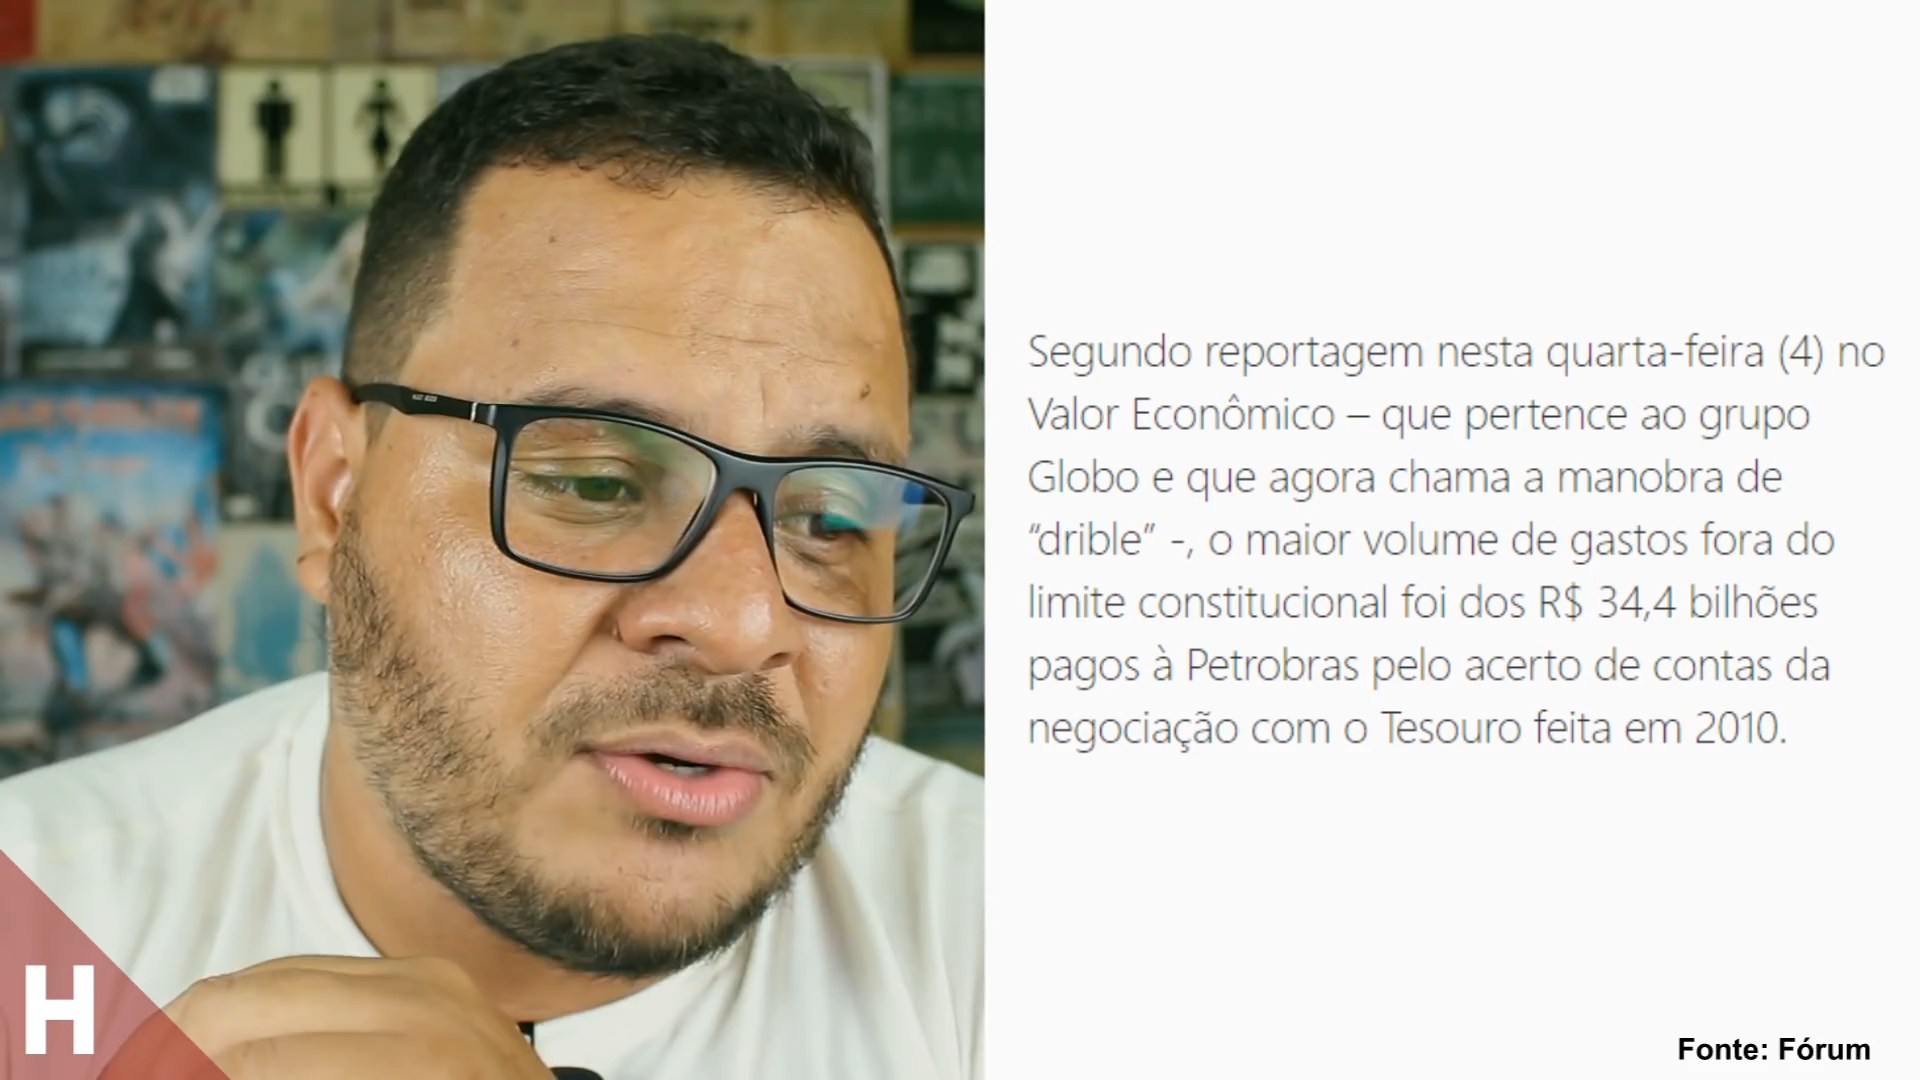 Segundo reportagem nesta quarta-feira (4) no
Valor Econômico – que pertence ao grupo
Globo e que agora chama a manobra de
“drible” -, o maior volume de gastos fora do
limite constitucional foi dos R$ 34,4 bilhões
pagos à Petrobras pelo acerto de contas da
negociação com o Tesouro feita em 2010.
H
Fonte: Fórum